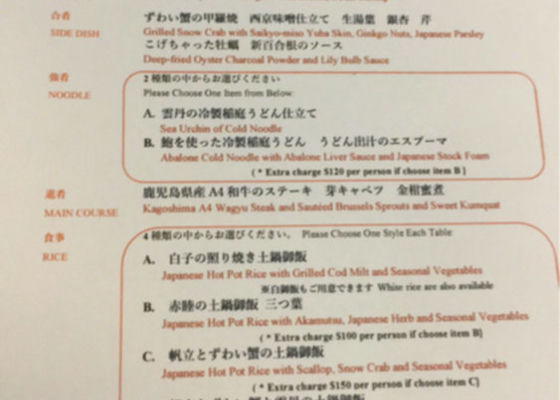 合肴 ずわい蟹の甲羅焼 西京味噌仕立て 生湯葉 銀杏 芹
SIDE DISH Grilled Snow Crab with Saikyo-miso Yuba Skin, Ginkgo Nuts, Japanese Parsley
こげちゃった牡蠣 新百合根のソース
Deep-fried Oyster Charcoal Powder and Lily Bulb Sauce
強肴 2種類の中からお選びください
NOODLE Please Choose One Item from Below:
A. 雲丹の冷製稲庭うどん仕立て
Sea Urchin of Cold Noodle
B. 鮑を使った冷製稲庭うどん うどん出汁のエスプーマ
Abalone Cold Noodle with Abalone Liver Sauce and Japanese Stock Foam
( * Extra charge $120 per person if choose item B )
進肴 鹿児島県産 A4 和牛のステーキ 芽キャベツ 金柑蜜煮
MAIN COURSE Kagoshima A4 Wagyu Steak and Sautéed Brussels Sprouts and Sweet Kumquat
食事 4種類の中からお選びください。 Please Choose One Style Each Table
RICE
A. 白子の照り焼き土鍋御飯
Japanese Hot Pot Rice with Grilled Cod Milt and Seasonal Vegetables
※白御飯もご用意できます Whise rice are also available
B. 赤睦の土鍋御飯 三つ葉
Japanese Hot Pot Rice with Akamutsu, Japanese Herb and Seasonal Vegetables
( * Extra charge $100 per person if choose item B)
C. 帆立とずわい蟹の土鍋御飯
Japanese Hot Pot Rice with Scallop, Snow Crab and Seasonal Vegetables
( * Extra charge $150 per person if choose item C)